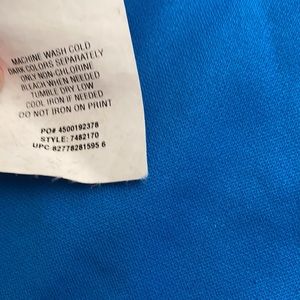 MACHINE WASH COLD
DARK COLORS SEPARATELY
ONLY NON-CHLORINE
BLEACH WHEN NEEDED
TUMBLE DRY LOW
COOL IRON IF NEEDED
DO NOT IRON ON PRINT
PO# 4500192378
STYLE: 7482170
UPC-82778281595 6